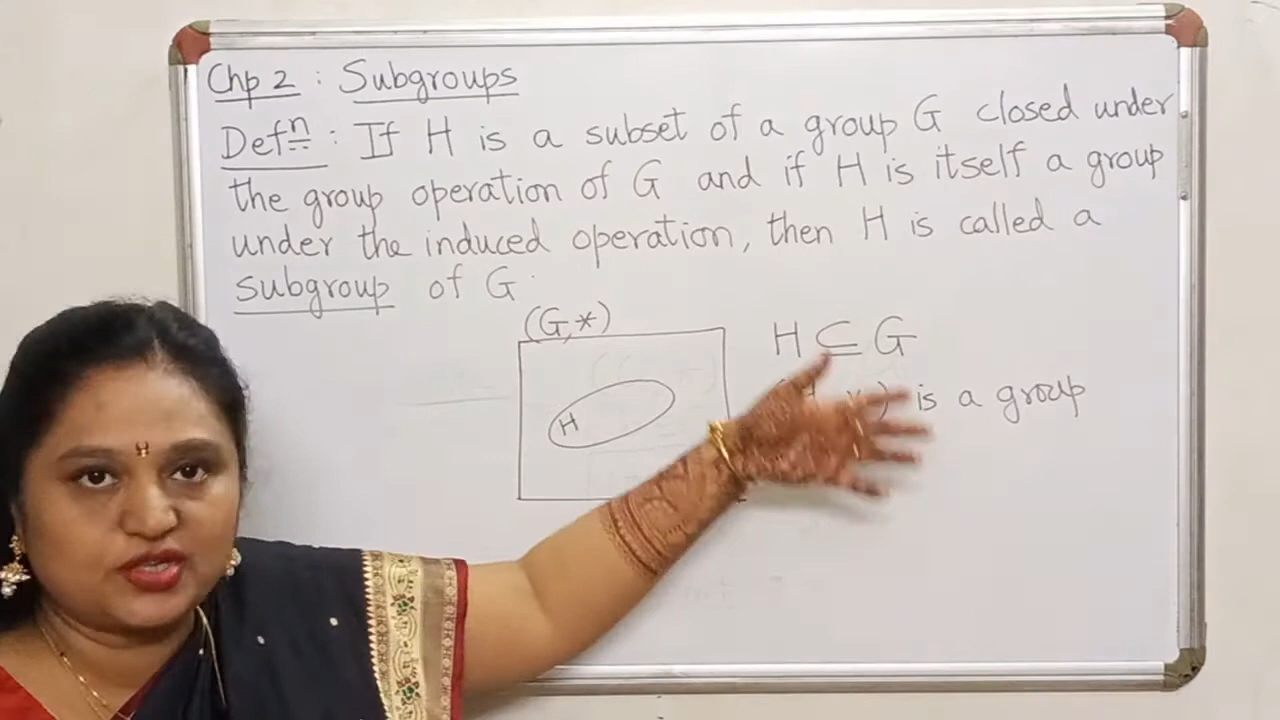 Chp 2 : Subgroups
Defⁿ : If H is a subset of a group G closed under
the group operation of G and if H is itself a group
under the induced operation, then H is called a
subgroup of G.
(G,*)
H
H ⊆ G
is a group